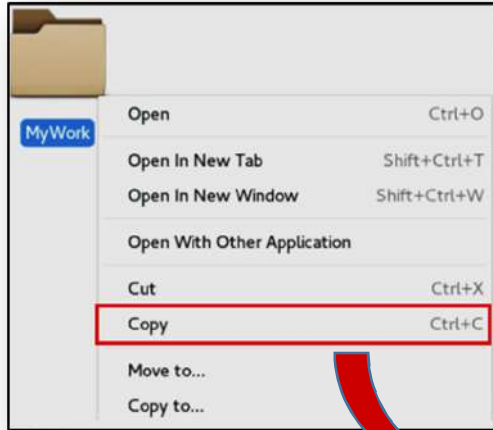 MyWork
Open Ctrl+O
Open In New Tab Shift+Ctrl+T
Open In New Window Shift+Ctrl+W
Open With Other Application
Cut Ctrl+X
Copy Ctrl+C
Move to...
Copy to...